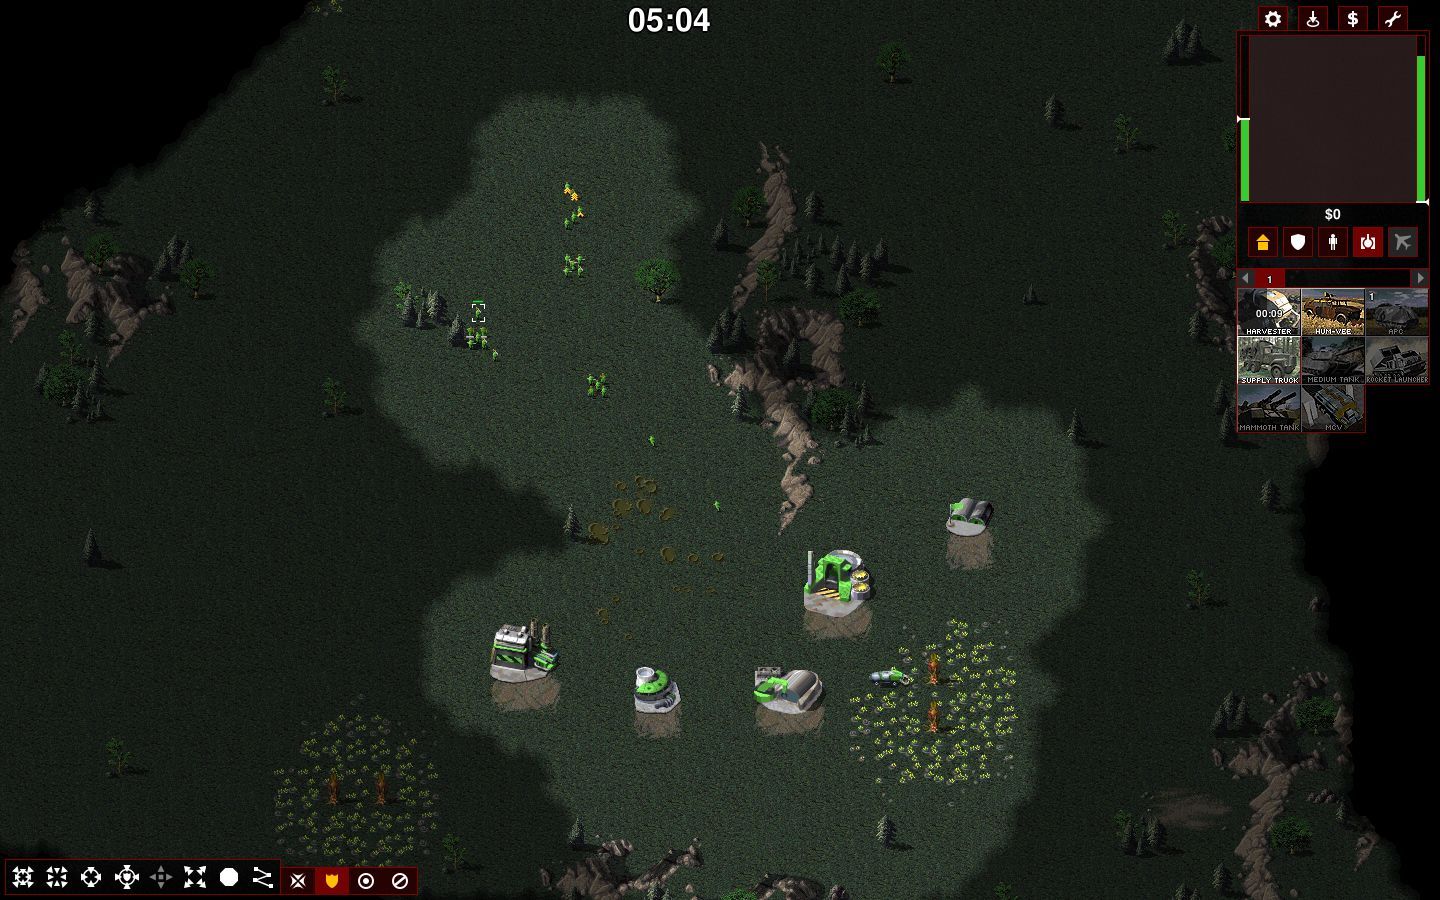 05:04
$
$0
1
00:09
HARVESTER
HUM-VEE
1
APC
SUPPLY TRUCK
MEDIUM TANK
ROCKET LAUNCHER
MAMMOTH TANK
MCV